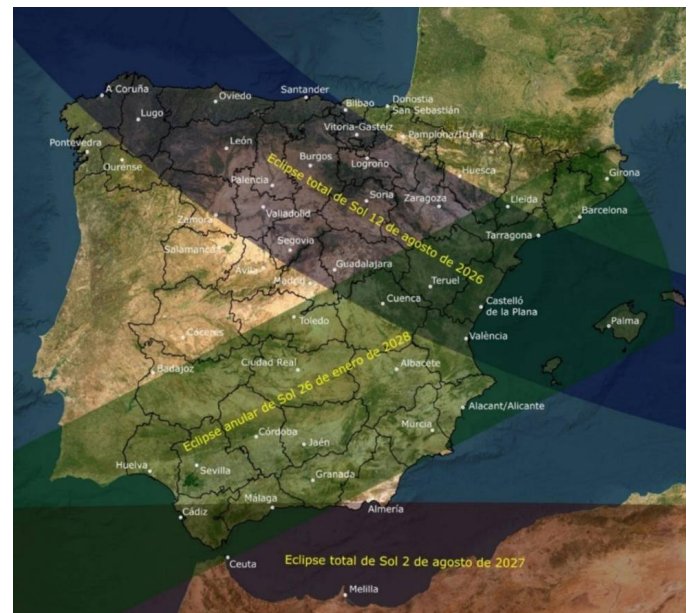 A Coruña
Oviedo
Santander
Bilbao
Donostia
San Sebastián
Lugo
Vitoria-Gasteiz
Pamplona/Iruña
Pontevedra
Ourense
León
Burgos
Logroño
Huesca
Girona
Palencia
Eclipse total de Sol 12 de agosto de 2026
Soria
Zaragoza
Lleida
Barcelona
Zamora
Valladolid
Tarragona
Salamanca
Segovia
Ávila
Guadalajara
Madrid
Teruel
Cuenca
Castelló
de la Plana
Toledo
Palma
Cáceres
València
Badajoz
Ciudad Real
Eclipse anular de Sol 26 de enero de 2028
Albacete
Alacant/Alicante
Córdoba
Jaén
Murcia
Huelva
Sevilla
Granada
Málaga
Cádiz
Almería
Ceuta
Eclipse total de Sol 2 de agosto de 2027
Melilla